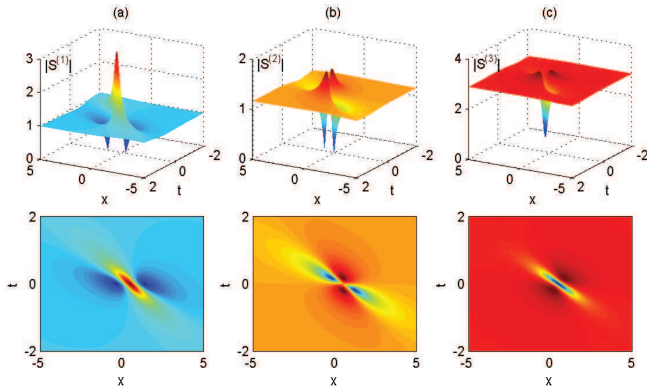 (a) (b) (c)
|S(1)| |S(2)| |S(3)|
3 2 4
2 1 2
1 0 0
0
5 0 -5 2 0 -2
x t
5 0 -5 2 0 -2
x t
5 0 -5 2 0 -2
x t
2 2 2
t 0 t 0 t 0
-2 -2 -2
-5 0 5 -5 0 5 -5 0 5
x x x